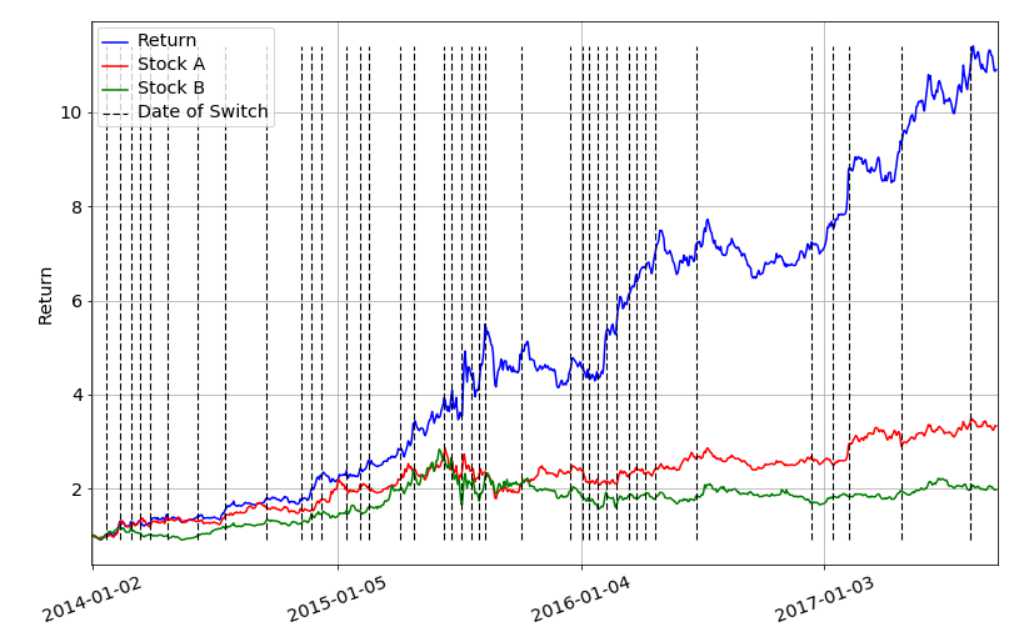 Return
Stock A
Stock B
Date of Switch
10
8
6
4
2
Return
2014-01-02
2015-01-05
2016-01-04
2017-01-03